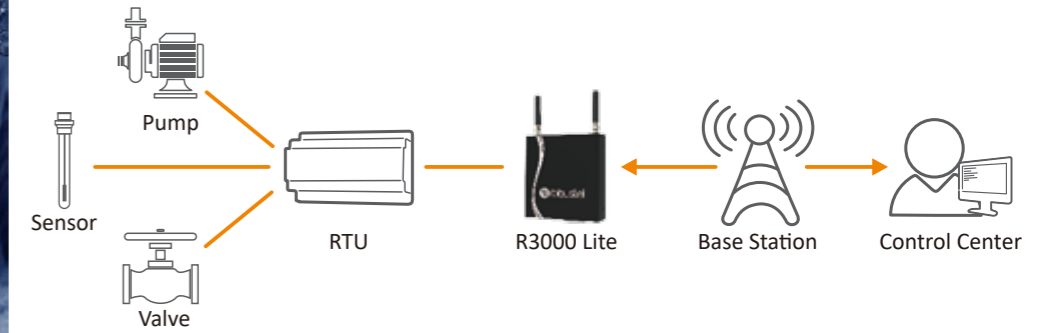 Pump
Sensor
Valve
RTU
R3000 Lite
Base Station
Control Center